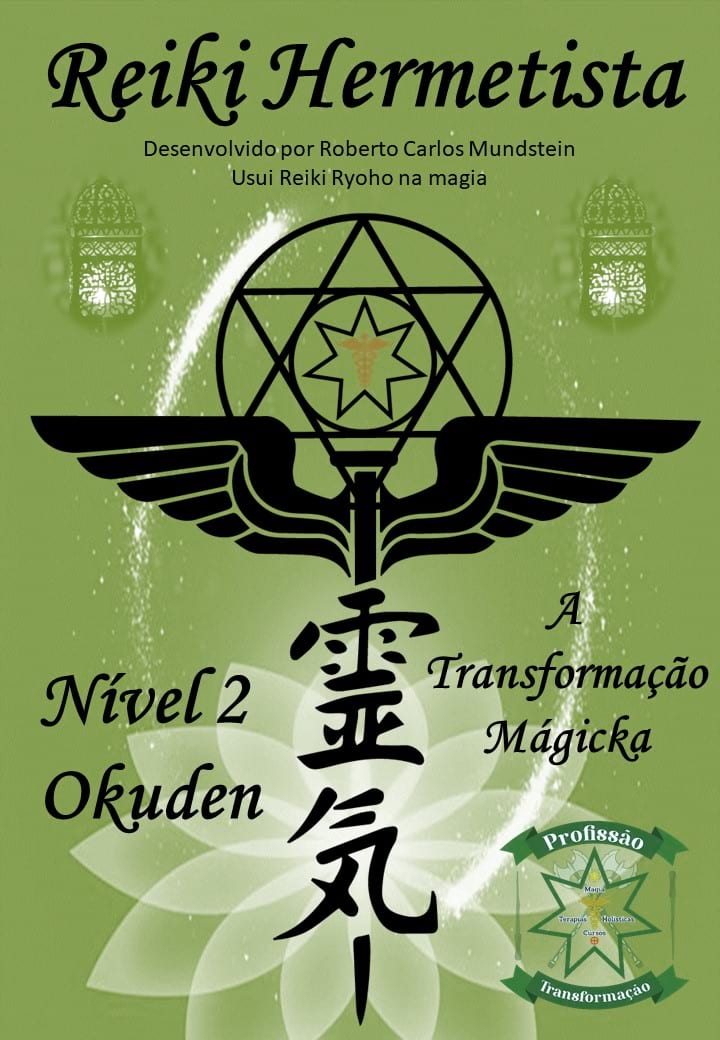 Reiki Hermetista
Desenvolvido por Roberto Carlos Mundstein
Usui Reiki Ryoho na magia
霊
気
Nível 2
Okuden
A
Transformação
Mágicka
Profissão
Magia
Terapias Holísticas
Cursos
Transformação